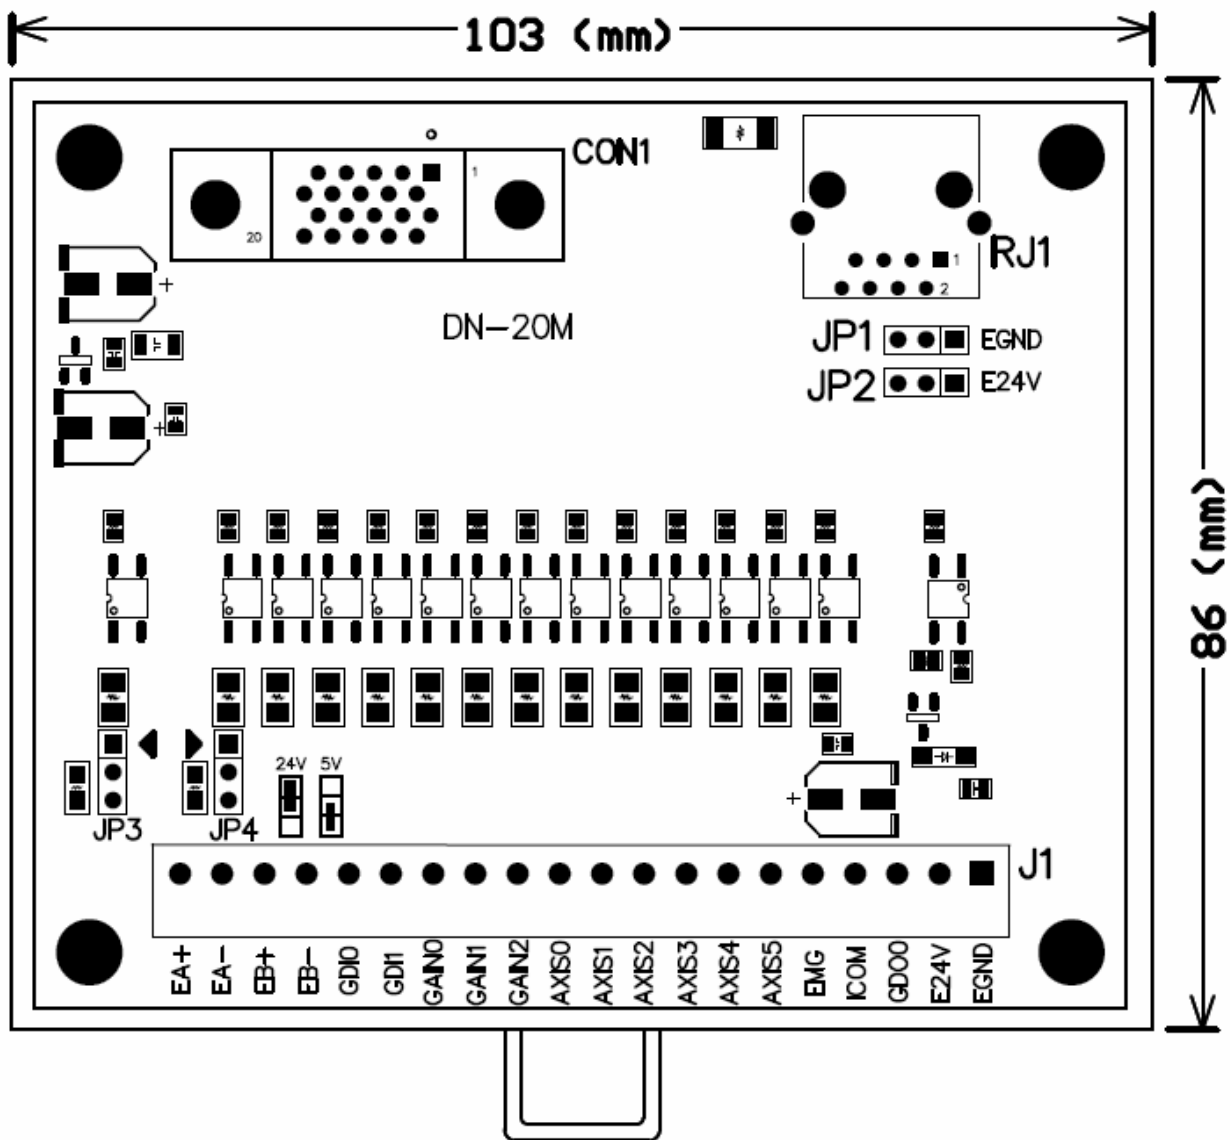 103 (mm)
CON1
1
20
RJ1
1
2
DN-20M
JP1 EGND
JP2 E24V
86 (mm)
+
+
24V 5V
+
JP3 JP4
J1
EA+ EA- EB+ EB- GDI0 GDI1 GAIN0 GAIN1 GAIN2 AXIS0 AXIS1 AXIS2 AXIS3 AXIS4 AXIS5 EMG ICOM GDO0 E24V EGND